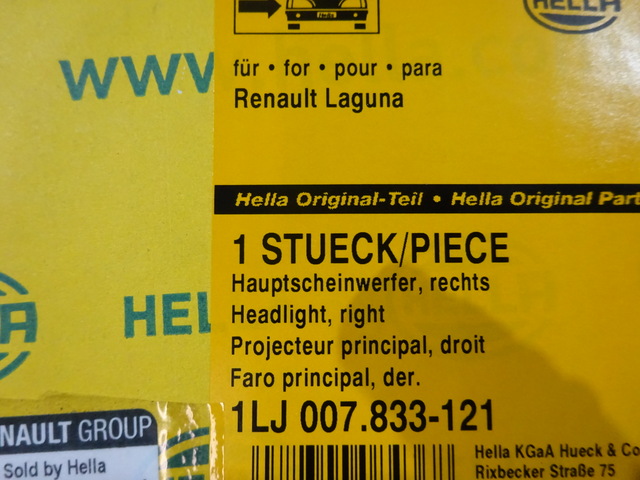 HELLA
Hella
www
für • for • pour • para
Renault Laguna
Hella Original-Teil • Hella Original Part
1 STUECK/PIECE
Hauptscheinwerfer, rechts
Headlight, right
HEL
Projecteur principal, droit
Faro principal, der.
1LJ 007.833-121
NAULT GROUP
Sold by Hella
Hella KGaA Hueck & Co
Rixbecker Straße 75